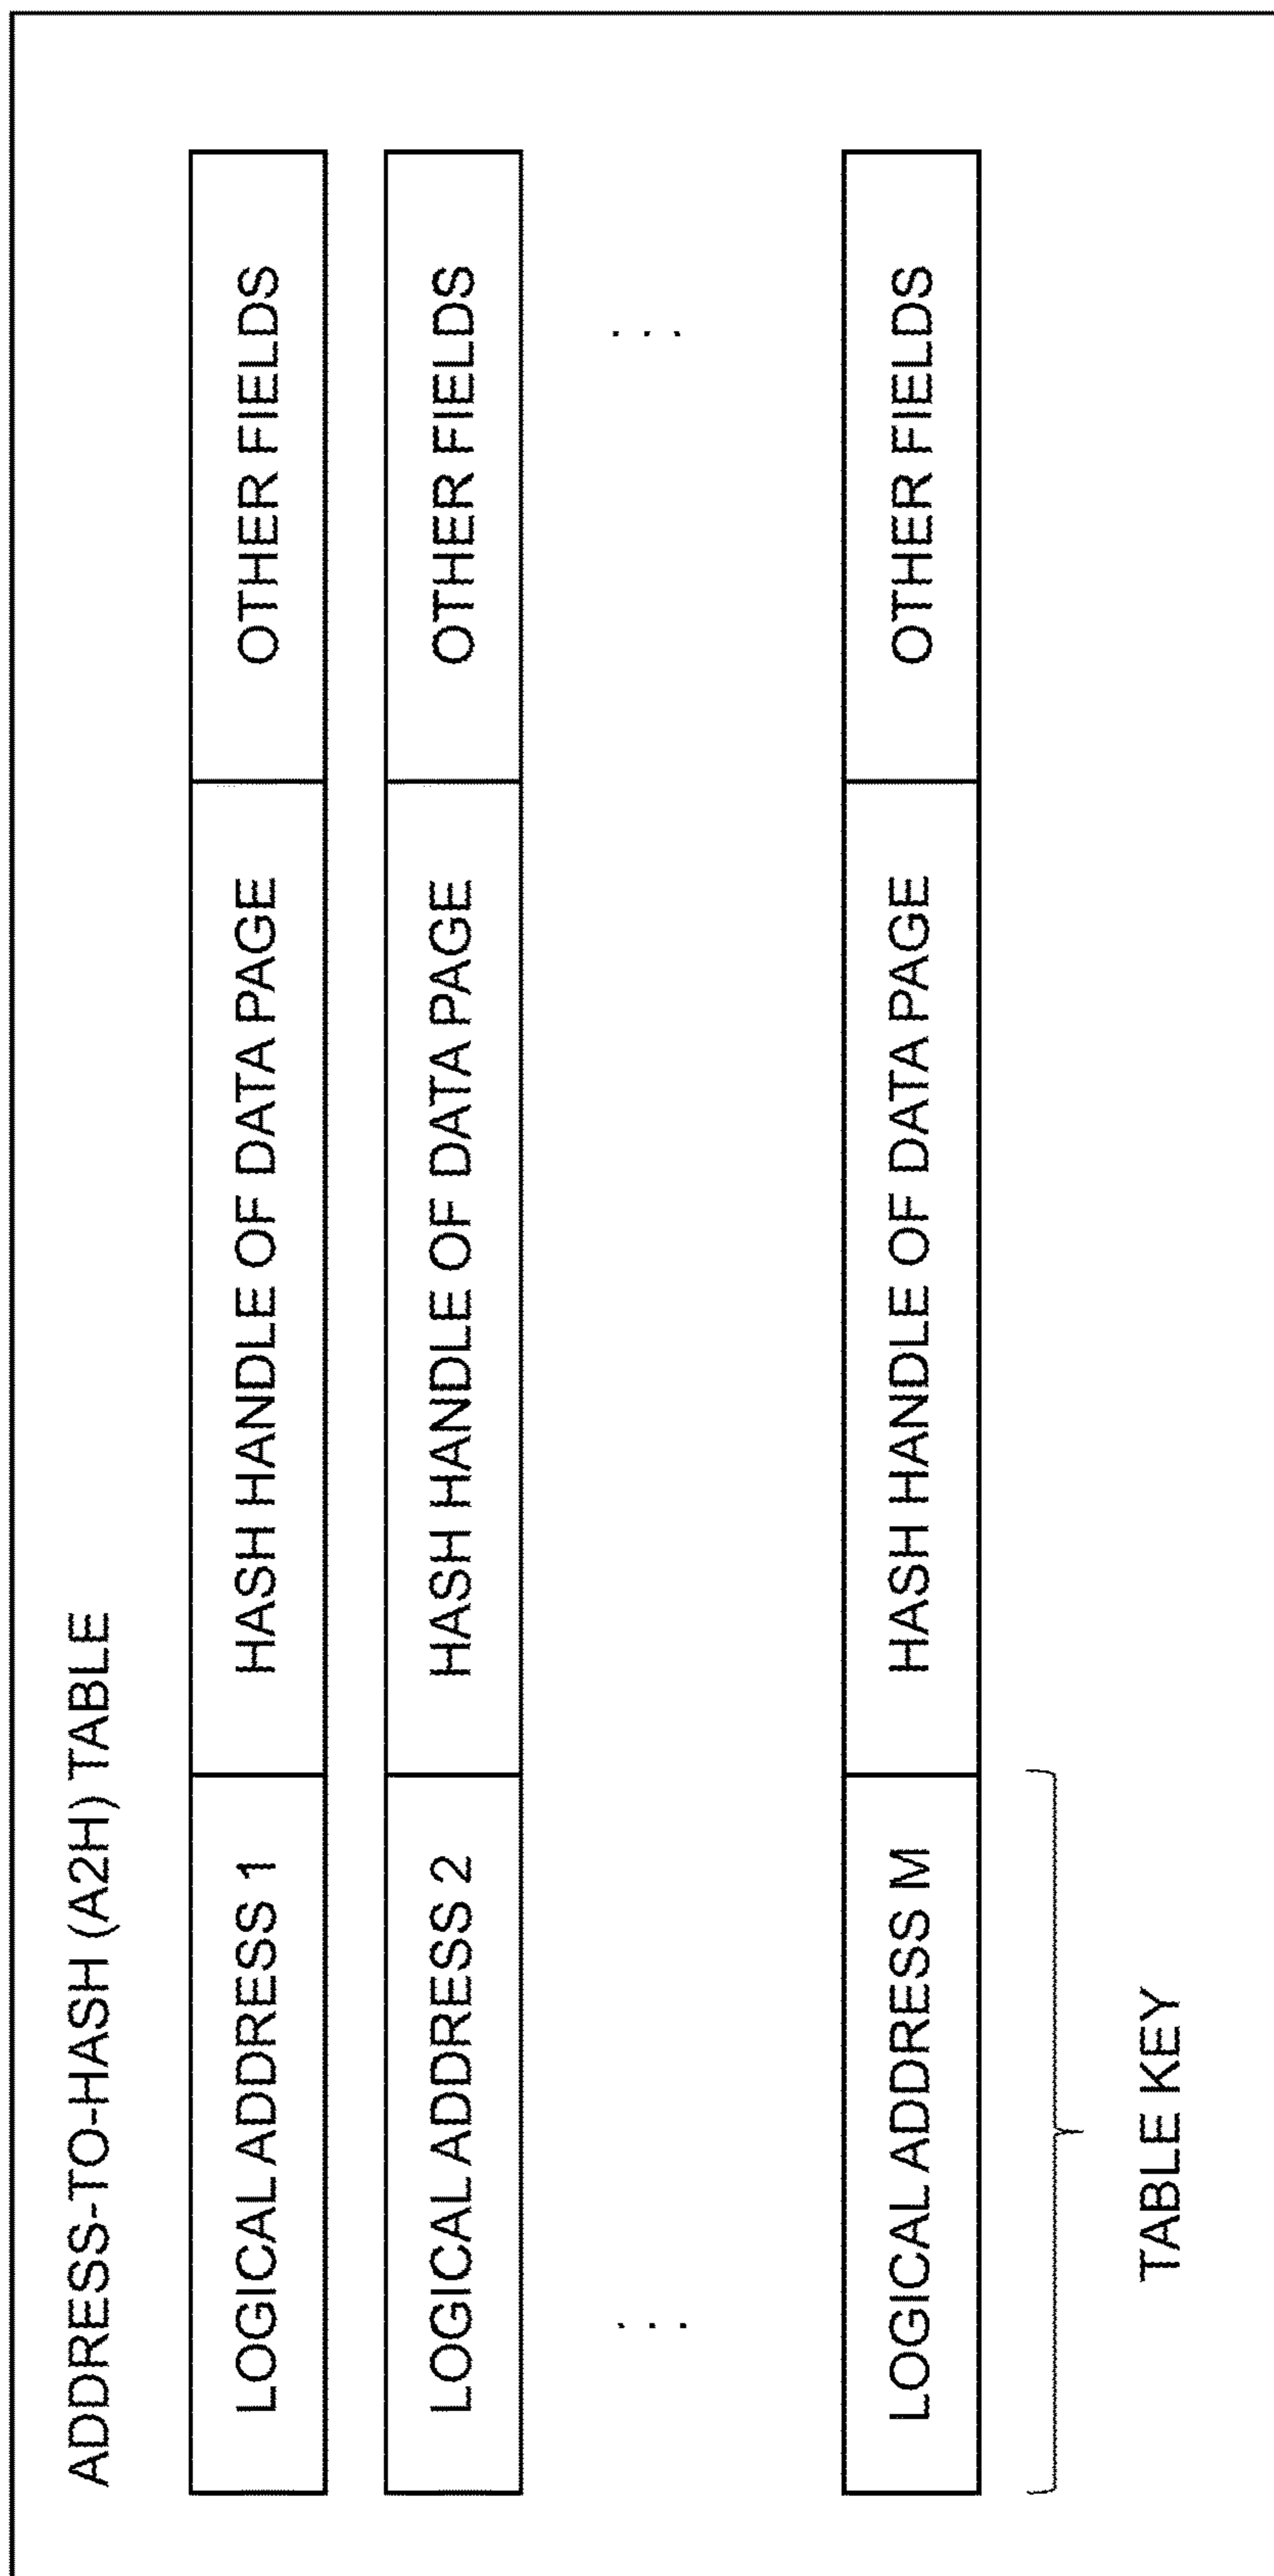 ADDRESS-TO-HASH (A2H) TABLE
LOGICAL ADDRESS 1 HASH HANDLE OF DATA PAGE OTHER FIELDS
LOGICAL ADDRESS 2 HASH HANDLE OF DATA PAGE OTHER FIELDS
. . . . . .
LOGICAL ADDRESS M HASH HANDLE OF DATA PAGE OTHER FIELDS
TABLE KEY